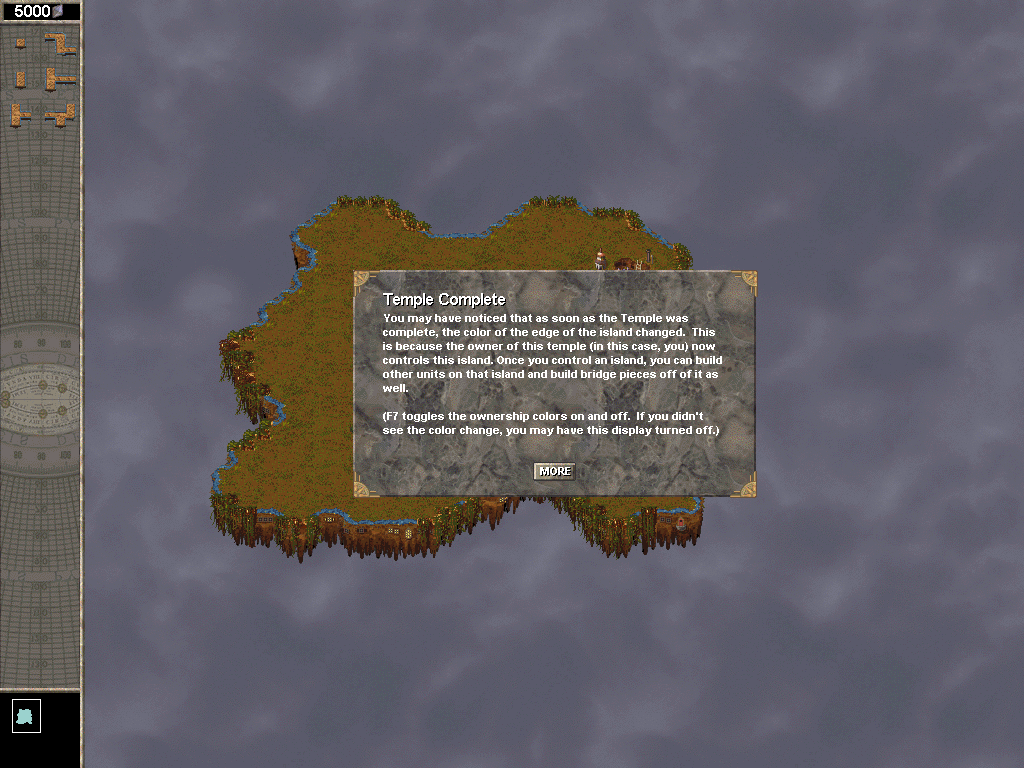 5000
Temple Complete
You may have noticed that as soon as the Temple was
complete, the color of the edge of the island changed.  This
is because the owner of this temple (in this case, you) now
controls this island. Once you control an island, you can build
other units on that island and build bridge pieces off of it as
well.
(F7 toggles the ownership colors on and off.  If you didn't
see the color change, you may have this display turned off.)
MORE